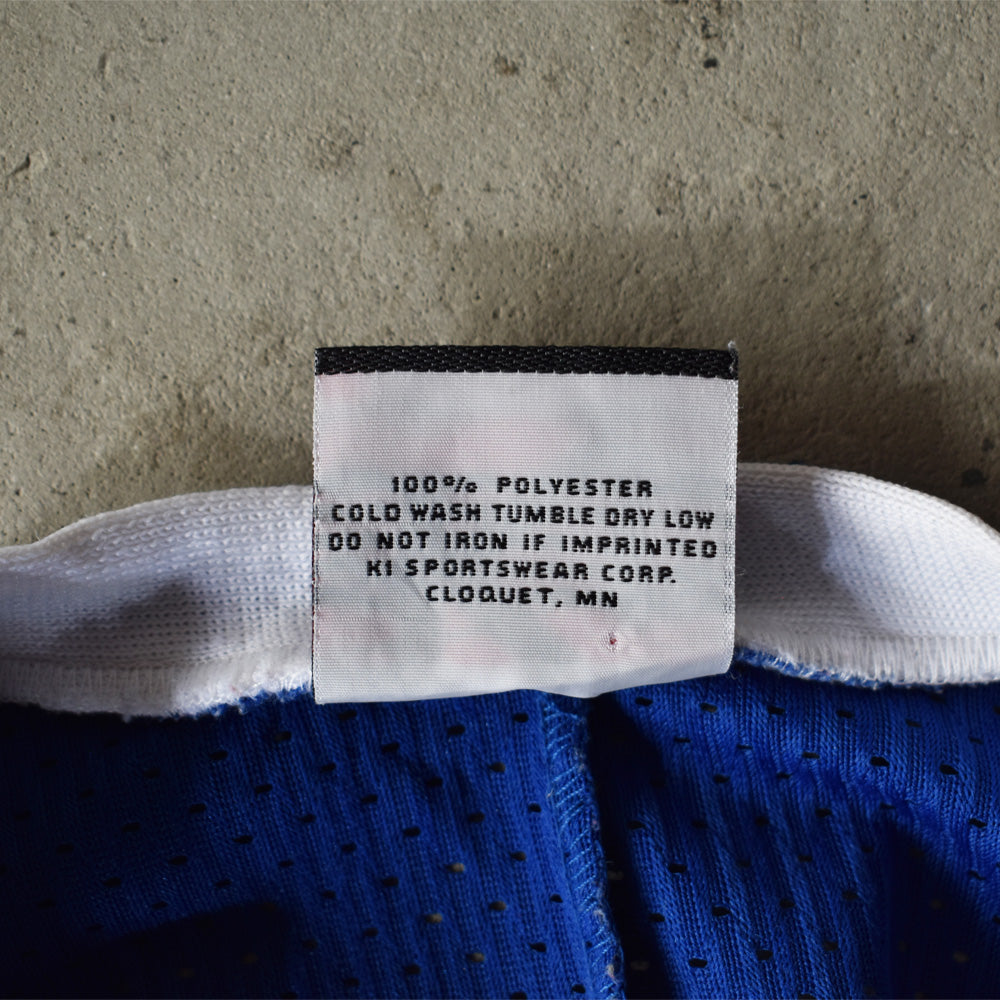 100% POLYESTER
COLD WASH TUMBLE DRY LOW
DO NOT IRON IF IMPRINTED
K1 SPORTSWEAR CORP.
CLOQUET, MN